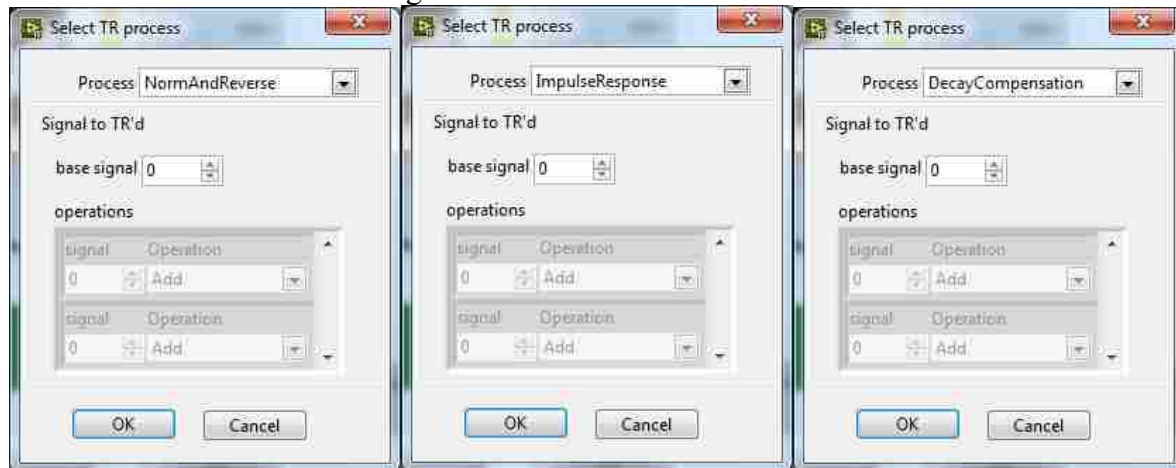 Select TR process
Process NormAndReverse
Signal to TR'd
base signal 0
operations
signal Operation
0 Add
signal Operation
0 Add
OK Cancel
Select TR process
Process ImpulseResponse
Signal to TR'd
base signal 0
operations
signal Operation
0 Add
signal Operation
0 Add
OK Cancel
Select TR process
Process DecayCompensation
Signal to TR'd
base signal 0
operations
signal Operation
0 Add
signal Operation
0 Add
OK Cancel